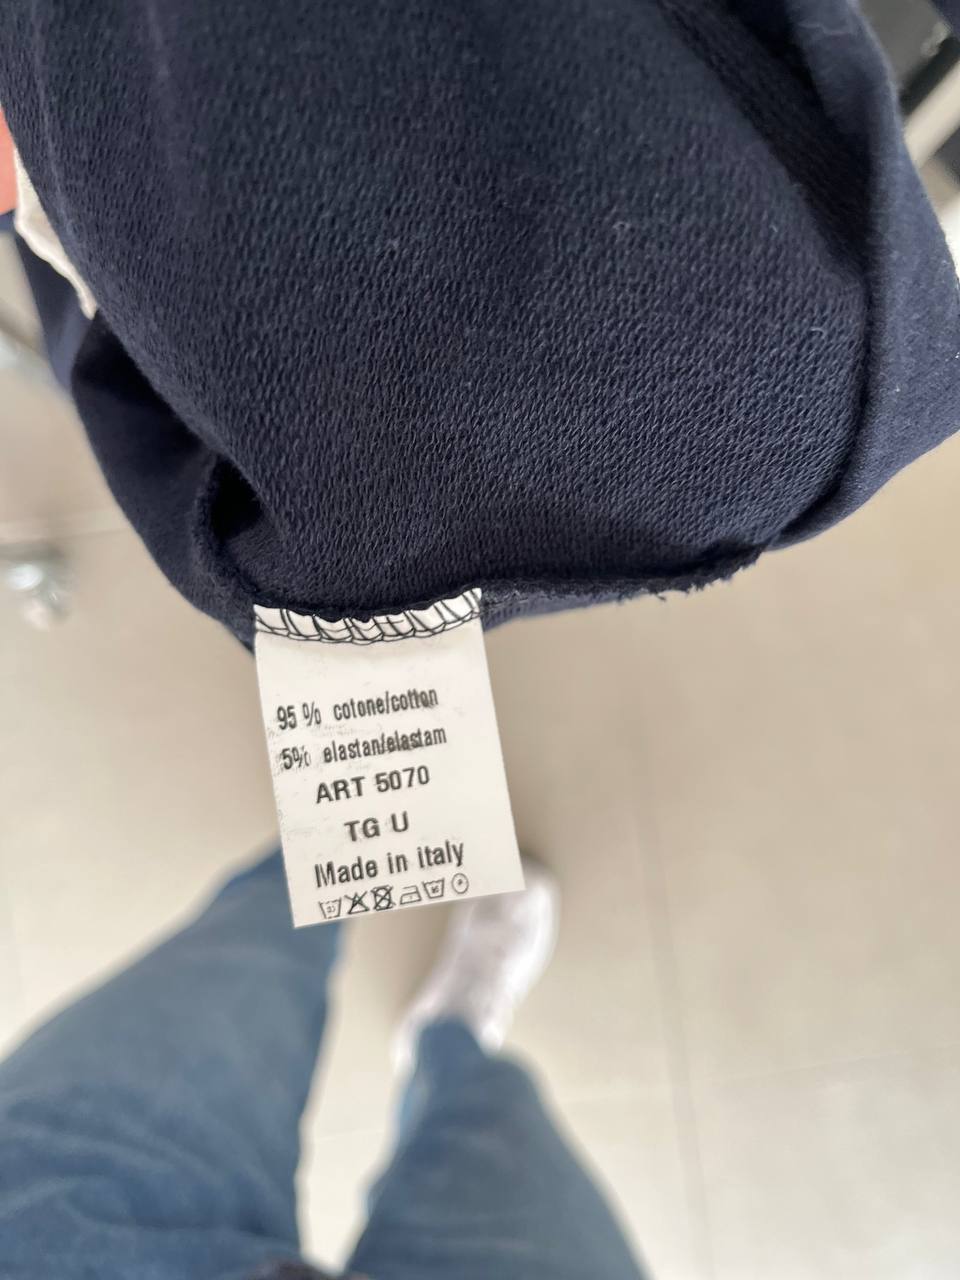 95 % cotone/cotton
5% elastan/elastam
ART 5070
TG U
Made in italy